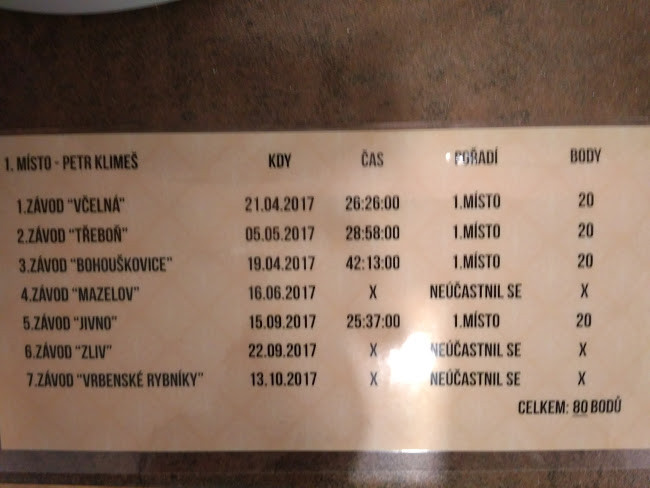 1. MÍSTO - PETR KLIMEŠ KDY ČAS POŘADÍ BODY
1.ZÁVOD "VČELNÁ" 21.04.2017 26:26:00 1.MÍSTO 20
2.ZÁVOD "TŘEBOŇ" 05.05.2017 28:58:00 1.MÍSTO 20
3.ZÁVOD "BOHOUŠKOVICE" 19.04.2017 42:13:00 1.MÍSTO 20
4.ZÁVOD "MAZELOV" 16.06.2017 X NEÚČASTNIL SE X
5.ZÁVOD "JIVNO" 15.09.2017 25:37:00 1.MÍSTO 20
6.ZÁVOD "ZLIV" 22.09.2017 X NEÚČASTNIL SE X
7.ZÁVOD "VRBENSKÉ RYBNÍKY" 13.10.2017 X NEÚČASTNIL SE X
CELKEM: 80 BODŮ